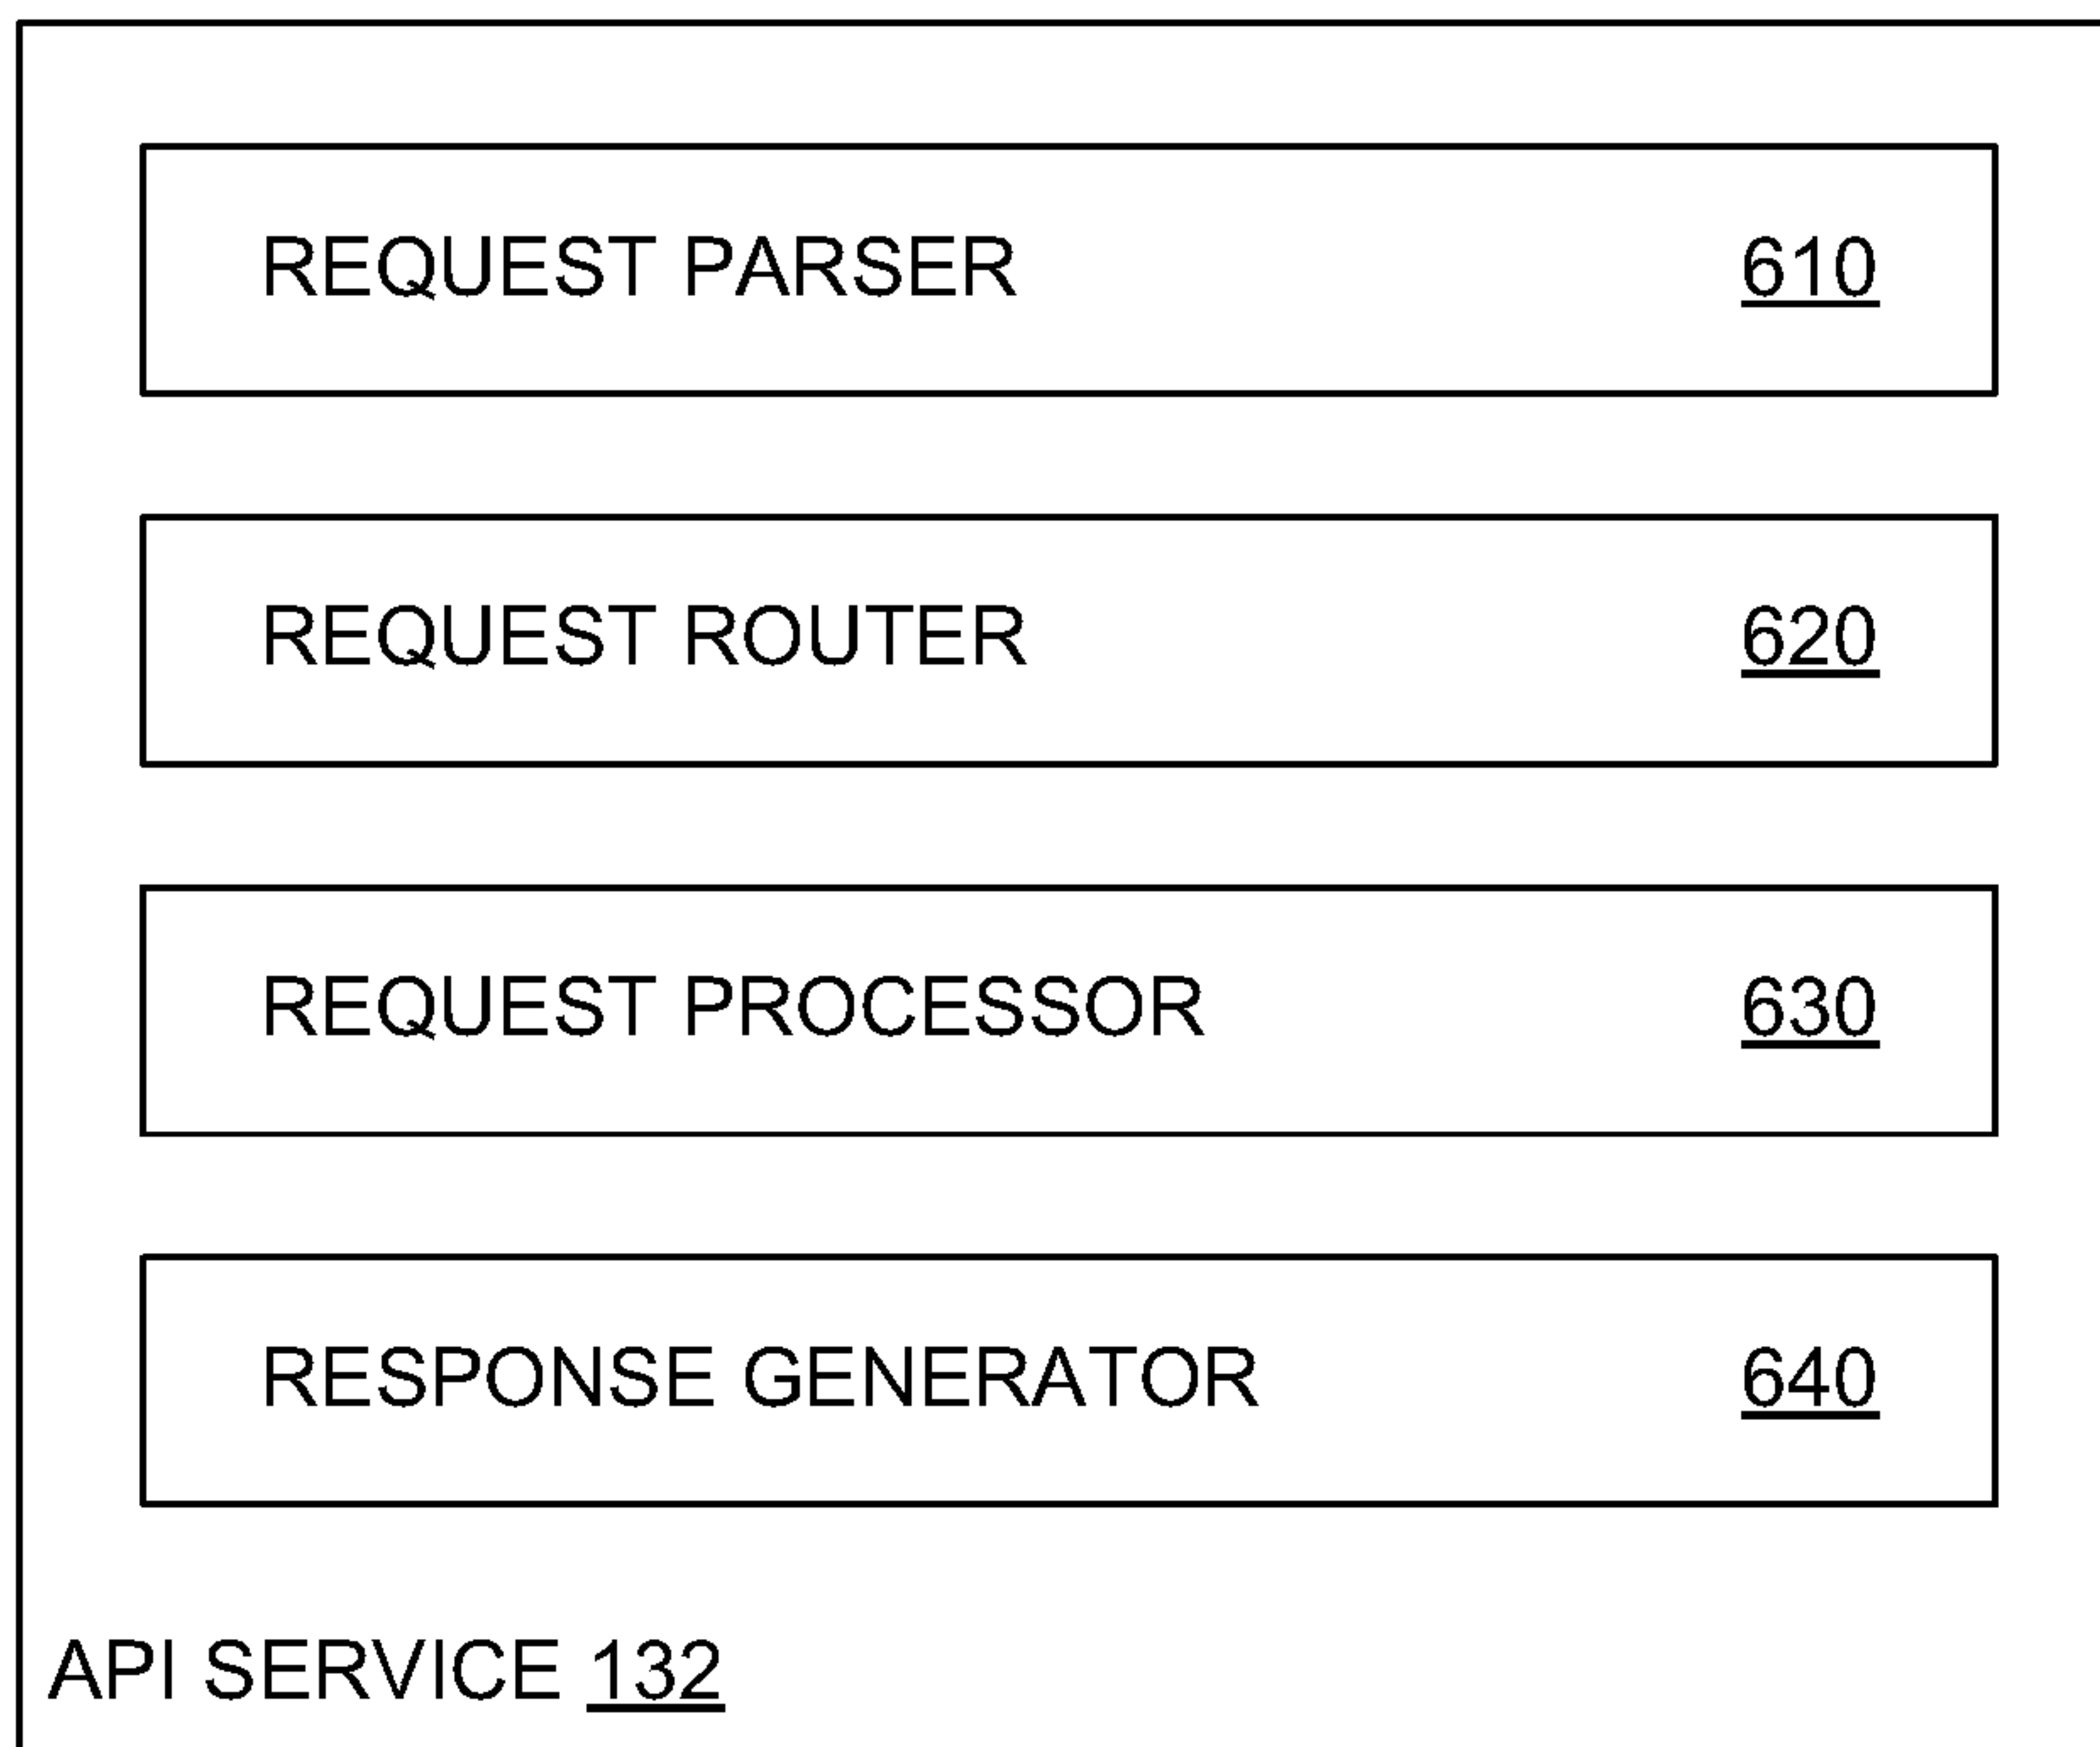 REQUEST PARSER 610
REQUEST ROUTER 620
REQUEST PROCESSOR 630
RESPONSE GENERATOR 640
API SERVICE 132